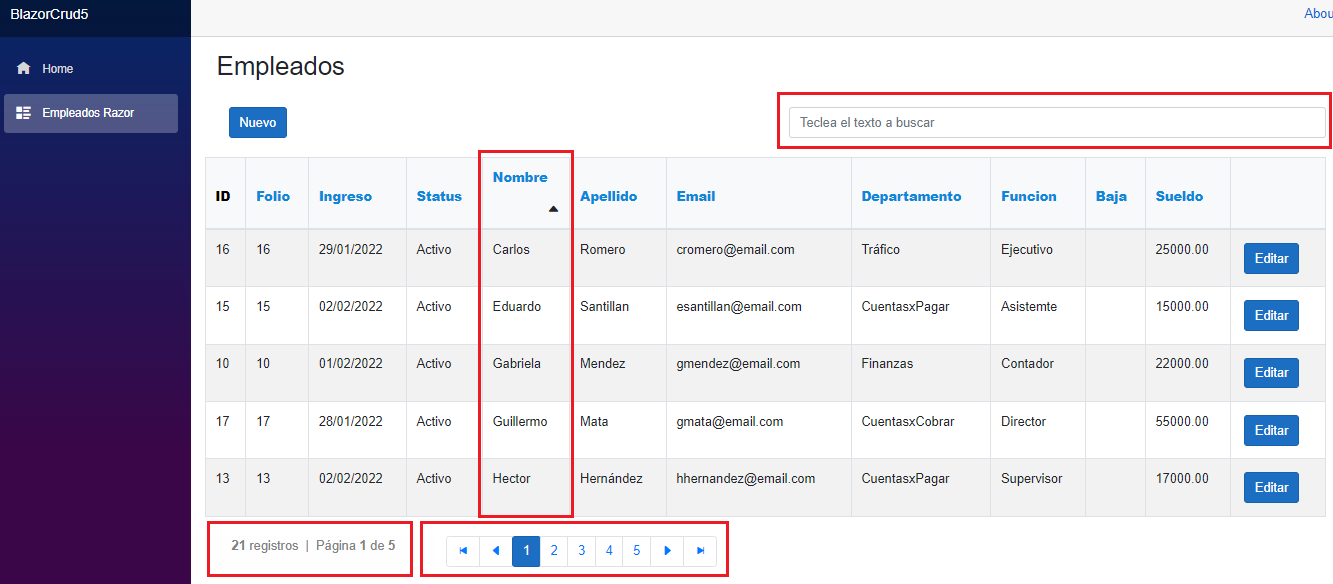 BlazorCrud5
Abou
Home
Empleados Razor
Empleados
Nuevo
Teclea el texto a buscar
ID Folio Ingreso Status Nombre Apellido Email Departamento Funcion Baja Sueldo
16 16 29/01/2022 Activo Carlos Romero cromero@email.com Tráfico Ejecutivo 25000.00 Editar
15 15 02/02/2022 Activo Eduardo Santillan esantillan@email.com CuentasxPagar Asistemte 15000.00 Editar
10 10 01/02/2022 Activo Gabriela Mendez gmendez@email.com Finanzas Contador 22000.00 Editar
17 17 28/01/2022 Activo Guillermo Mata gmata@email.com CuentasxCobrar Director 55000.00 Editar
13 13 02/02/2022 Activo Hector Hernández hhernandez@email.com CuentasxPagar Supervisor 17000.00 Editar
21 registros | Página 1 de 5
1 2 3 4 5